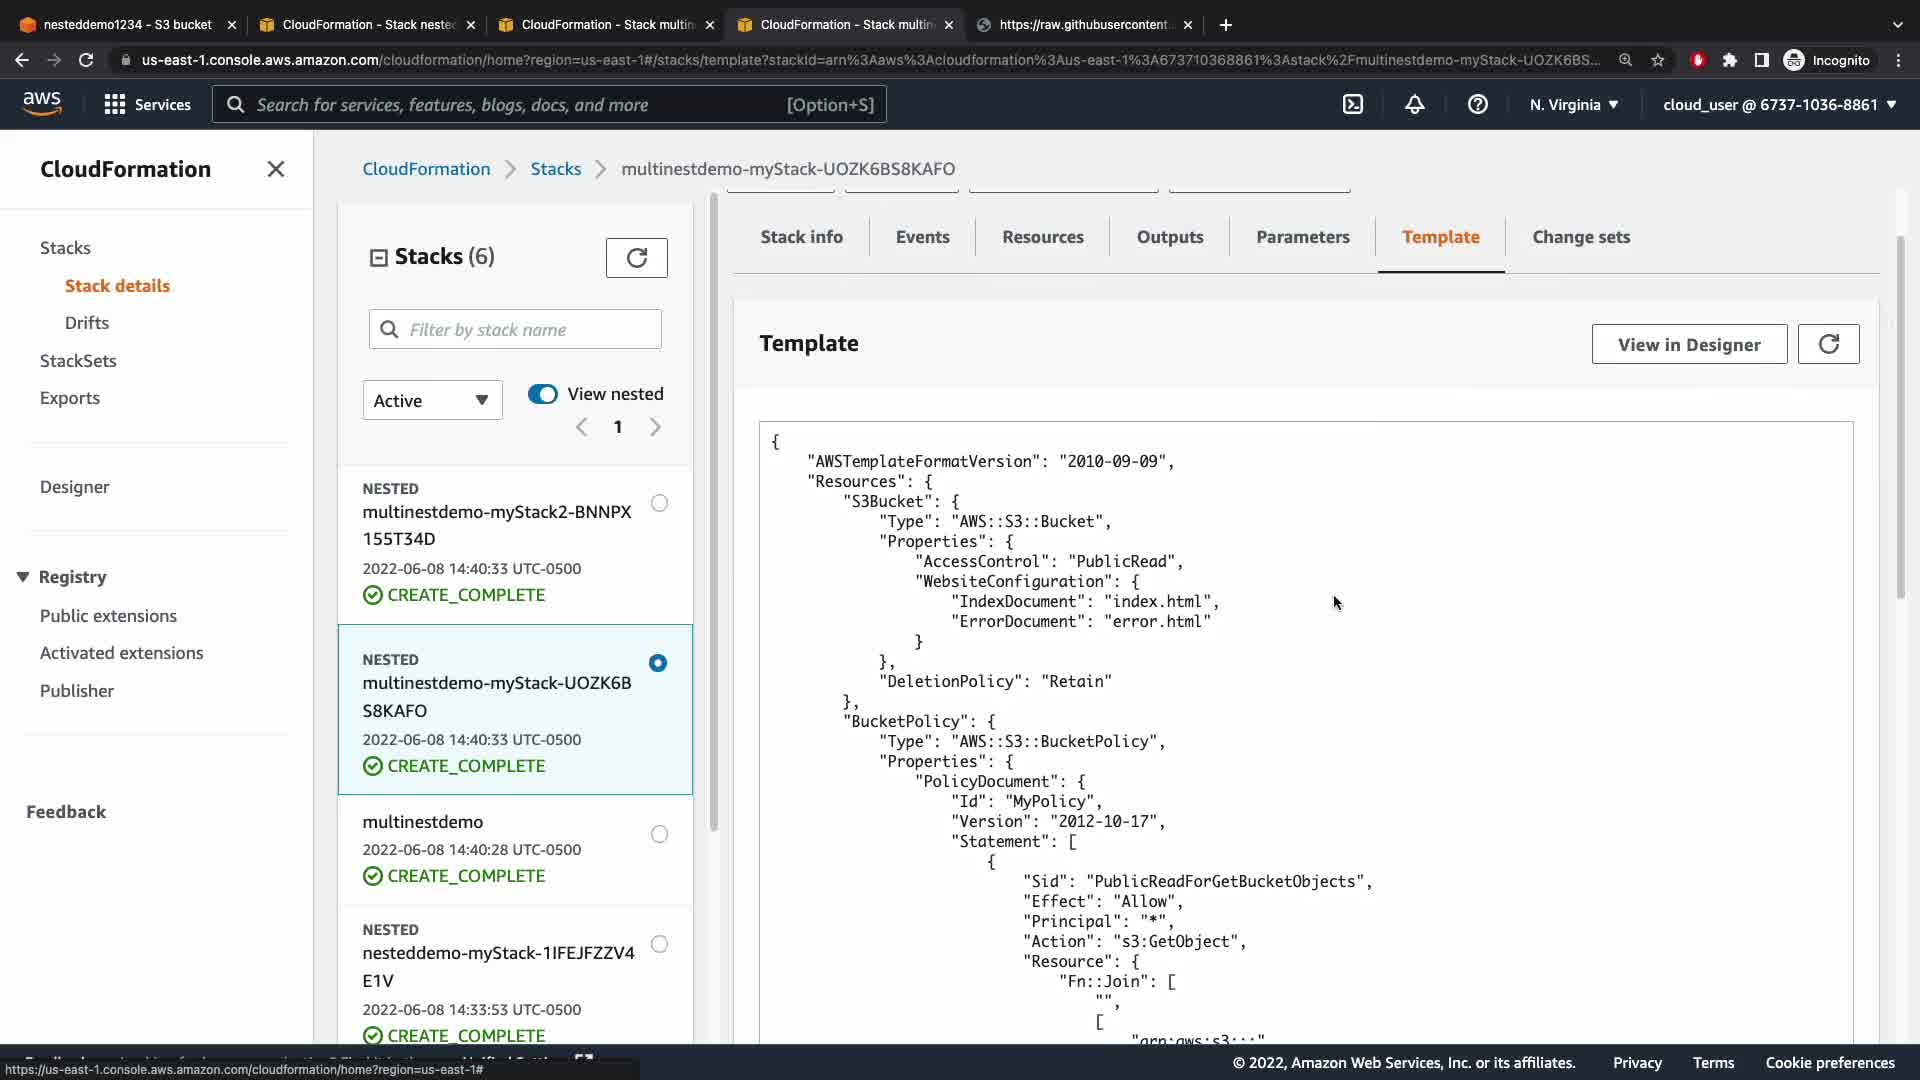 nesteddemo1234 - S3 bucket
CloudFormation - Stack neste
CloudFormation - Stack multin
CloudFormation - Stack multin
https://raw.githubusercontent.
us-east-1.console.aws.amazon.com/cloudformation/home?region=us-east-1#/stacks/template?stackId=arn%3Aaws%3Acloudformation%3Aus-east-1%3A673710368861%3Astack%2Fmultinestdemo-myStack-UOZK6BS...
Incognito
aws
Services
Search for services, features, blogs, docs, and more
[Option+S]
N. Virginia
cloud_user @ 6737-1036-8861
CloudFormation
CloudFormation
Stacks
multinestdemo-myStack-UOZK6BS8KAFO
Stacks
Stack details
Drifts
StackSets
Exports
Designer
Registry
Public extensions
Activated extensions
Publisher
Feedback
Stacks (6)
Filter by stack name
Active
View nested
1
NESTED
multinestdemo-myStack2-BNNPX
155T34D
2022-06-08 14:40:33 UTC-0500
CREATE_COMPLETE
NESTED
multinestdemo-myStack-UOZK6B
S8KAFO
2022-06-08 14:40:33 UTC-0500
CREATE_COMPLETE
multinestdemo
2022-06-08 14:40:28 UTC-0500
CREATE_COMPLETE
NESTED
nesteddemo-myStack-1IFEJFZZV4
E1V
2022-06-08 14:33:53 UTC-0500
CREATE_COMPLETE
Stack info
Events
Resources
Outputs
Parameters
Template
Change sets
Template
View in Designer
{
"AWSTemplateFormatVersion": "2010-09-09",
"Resources": {
"S3Bucket": {
"Type": "AWS::S3::Bucket",
"Properties": {
"AccessControl": "PublicRead",
"WebsiteConfiguration": {
"IndexDocument": "index.html",
"ErrorDocument": "error.html"
}
},
"DeletionPolicy": "Retain"
},
"BucketPolicy": {
"Type": "AWS::S3::BucketPolicy",
"Properties": {
"PolicyDocument": {
"Id": "MyPolicy",
"Version": "2012-10-17",
"Statement": [
{
"Sid": "PublicReadForGetBucketObjects",
"Effect": "Allow",
"Principal": "*",
"Action": "s3:GetObject",
"Resource": {
"Fn::Join": [
"",
[
"arn:aws:s3:::"
https://us-east-1.console.aws.amazon.com/cloudformation/home?region=us-east-1#
© 2022, Amazon Web Services, Inc. or its affiliates.
Privacy
Terms
Cookie preferences